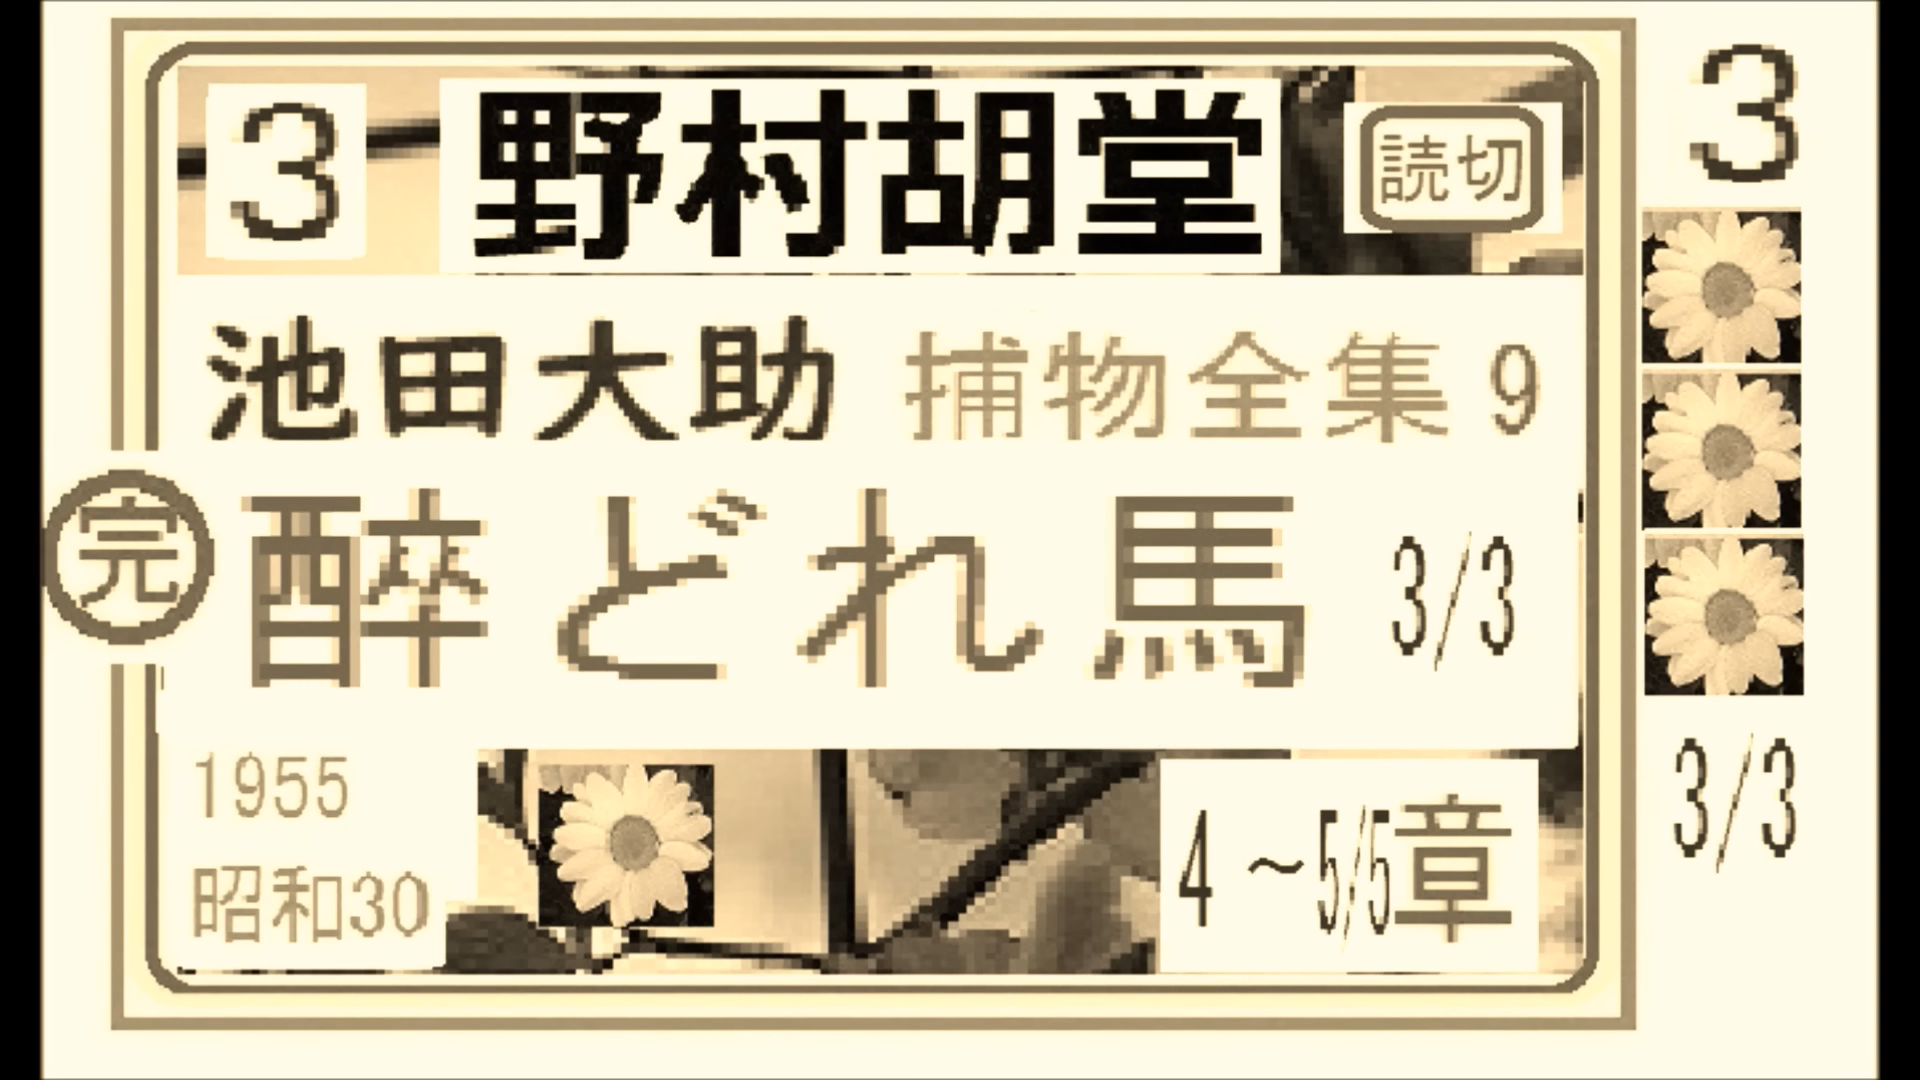 3 野村胡堂 読切 3
池田大助 捕物全集 9
完 醉どれ馬 3/3
1955
昭和30
4 ～5/5章
3/3